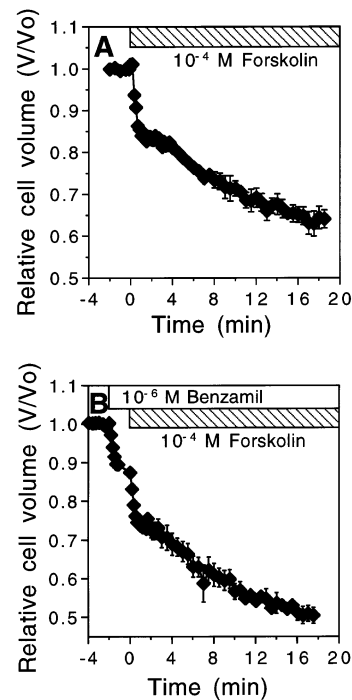 A
10⁻⁴ M Forskolin
Relative cell volume (V/Vo)
1.1
1.0
0.9
0.8
0.7
0.6
0.5
-4 0 4 8 12 16 20
Time (min)
B
10⁻⁶ M Benzamil
10⁻⁴ M Forskolin
Relative cell volume (V/Vo)
1.1
1.0
0.9
0.8
0.7
0.6
0.5
-4 0 4 8 12 16 20
Time (min)